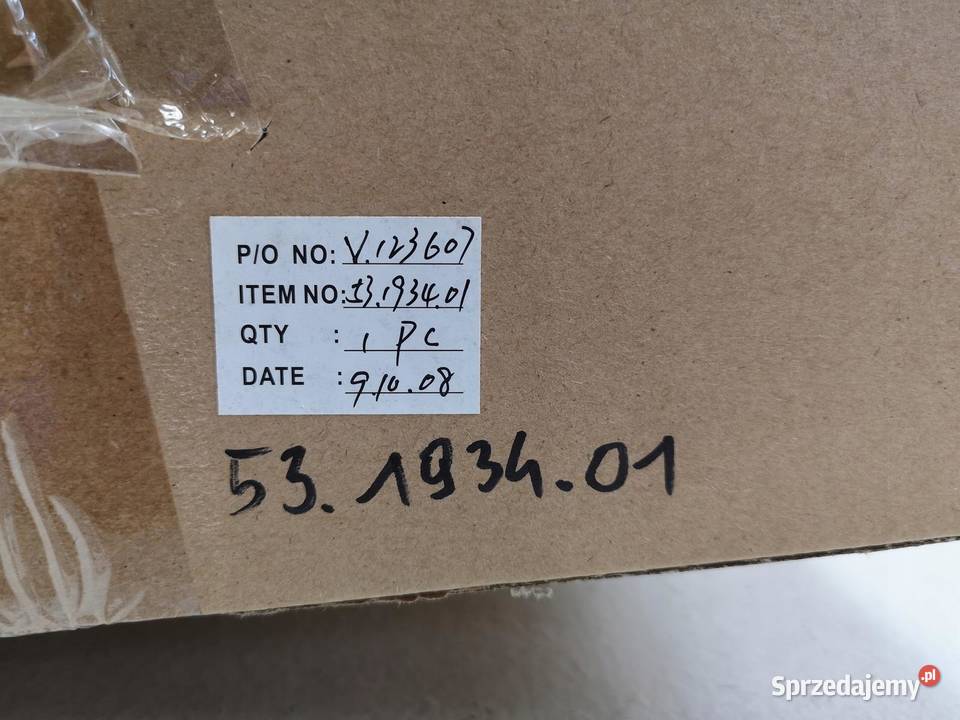 P/O NO: V.123607
ITEM NO: 53.1934.01
QTY : 1 PC
DATE : 9.10.08
53.1934.01
Sprzedajemy.pl